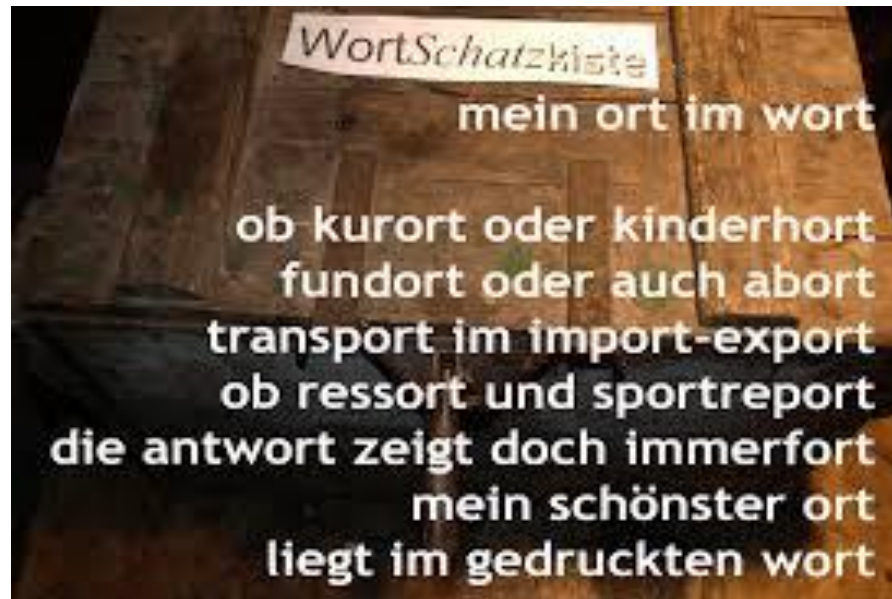 WortSchatzkiste
mein ort im wort
ob kurort oder kinderhort
fundort oder auch abort
transport im import-export
ob ressort und sportreport
die antwort zeigt doch immerfort
mein schönster ort
liegt im gedruckten wort